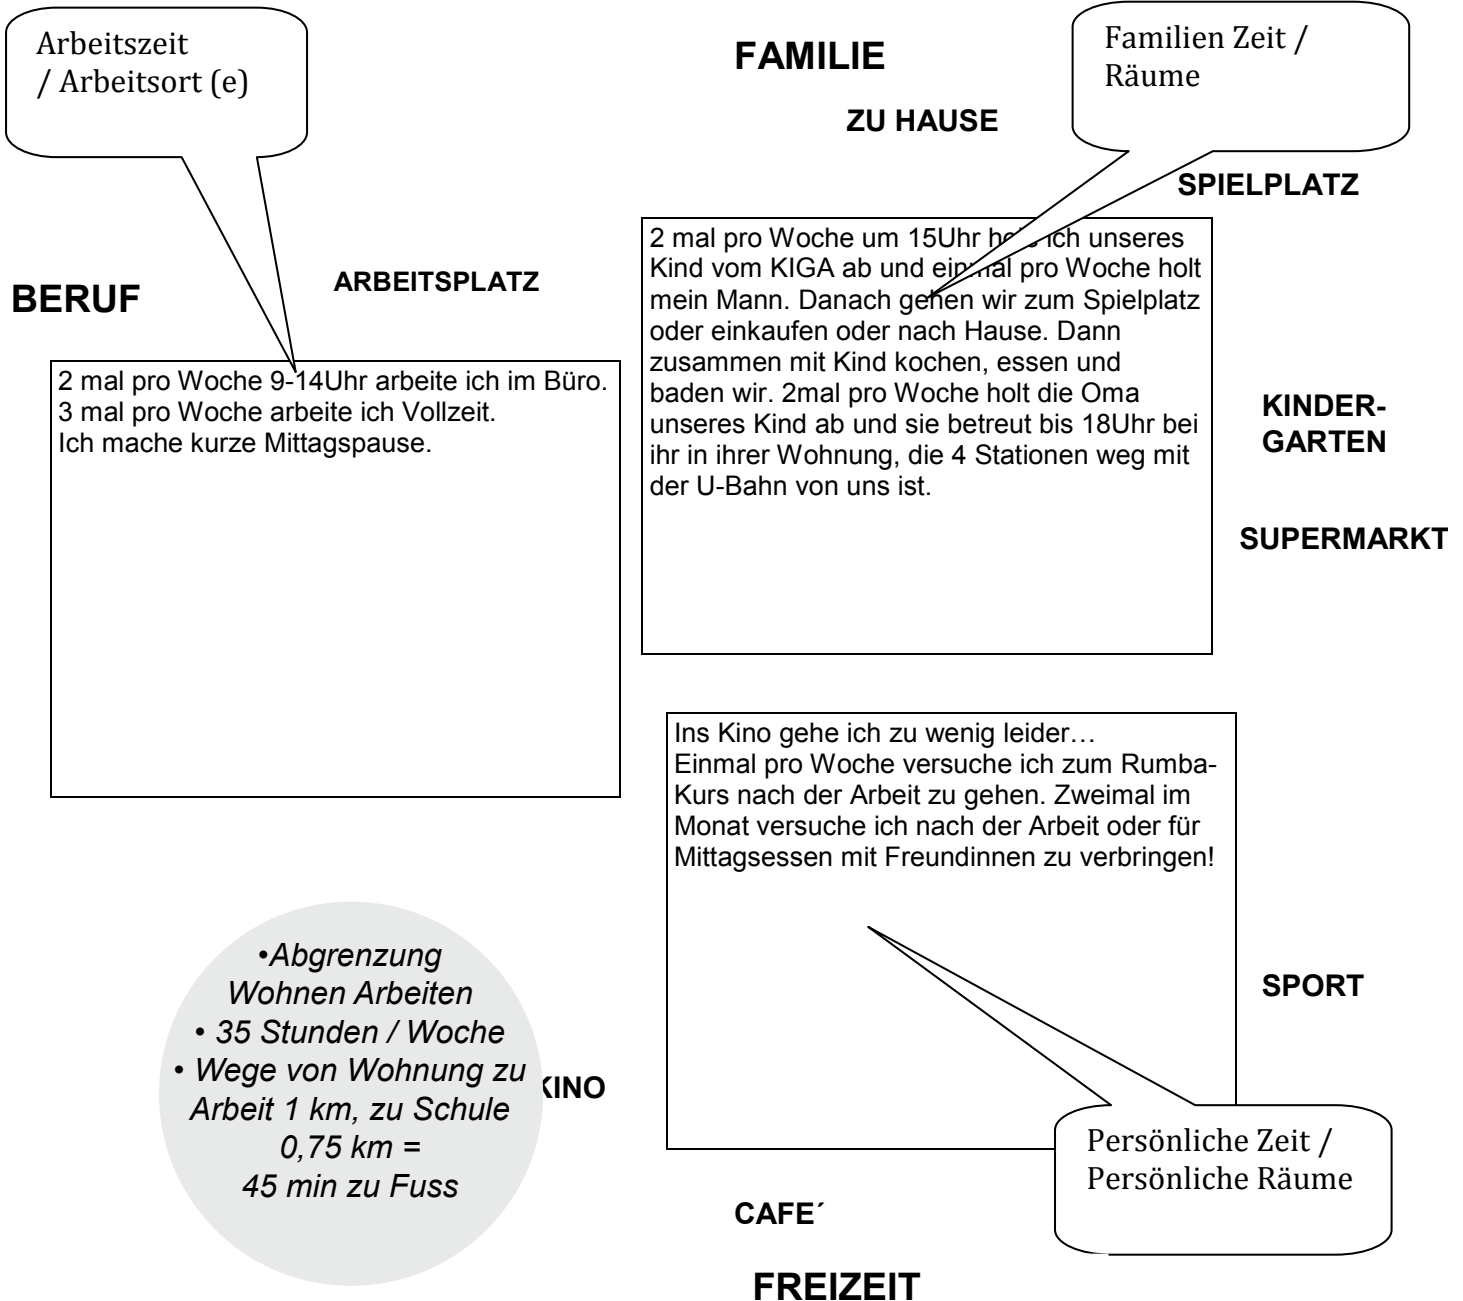 Arbeitszeit
/ Arbeitsort (e)
FAMILIE
Familien Zeit /
Räume
ZU HAUSE
SPIELPLATZ
BERUF
ARBEITSPLATZ
2 mal pro Woche um 15Uhr ich unseres
Kind vom KIGA ab und einmal pro Woche holt
mein Mann. Danach gehen wir zum Spielplatz
oder einkaufen oder nach Hause. Dann
zusammen mit Kind kochen, essen und
baden wir. 2mal pro Woche holt die Oma
unseres Kind ab und sie betreut bis 18Uhr bei
ihr in ihrer Wohnung, die 4 Stationen weg mit
der U-Bahn von uns ist.
2 mal pro Woche 9-14Uhr arbeite ich im Büro.
3 mal pro Woche arbeite ich Vollzeit.
Ich mache kurze Mittagspause.
KINDER-
GARTEN
SUPERMARKT
Ins Kino gehe ich zu wenig leider…
Einmal pro Woche versuche ich zum Rumba-
Kurs nach der Arbeit zu gehen. Zweimal im
Monat versuche ich nach der Arbeit oder für
Mittagsessen mit Freundinnen zu verbringen!
•Abgrenzung
Wohnen Arbeiten
• 35 Stunden / Woche
• Wege von Wohnung zu
Arbeit 1 km, zu Schule
0,75 km =
45 min zu Fuss
KINO
SPORT
Persönliche Zeit /
Persönliche Räume
CAFE´
FREIZEIT